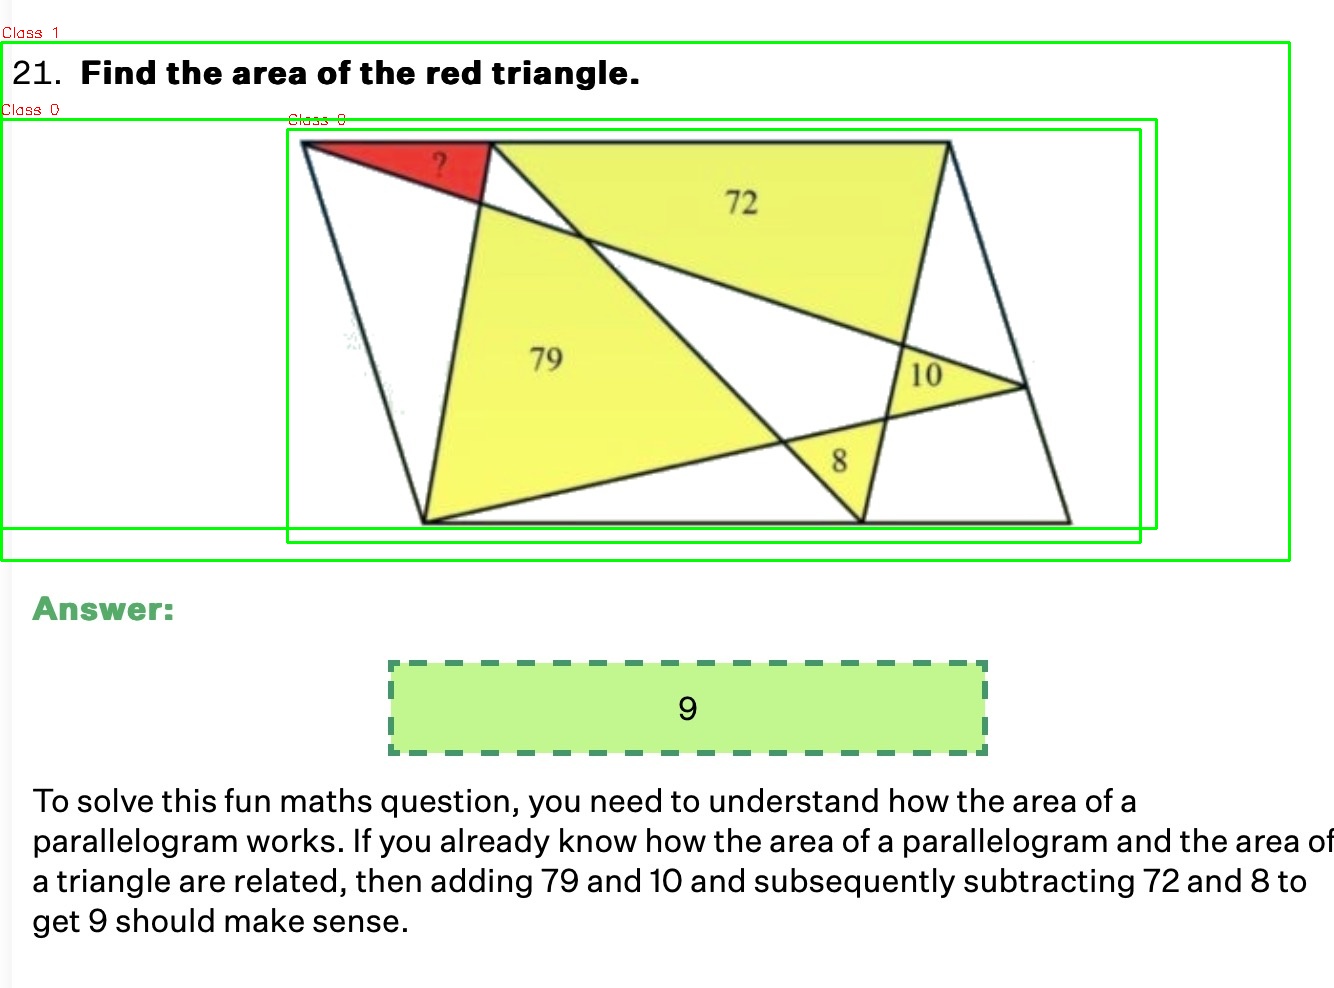 Class 1
21. Find the area of the red triangle.
Class 0
Class 0
?
72
79
10
8
Answer:
9
To solve this fun maths question, you need to understand how the area of a
parallelogram works. If you already know how the area of a parallelogram and the area of
a triangle are related, then adding 79 and 10 and subsequently subtracting 72 and 8 to
get 9 should make sense.